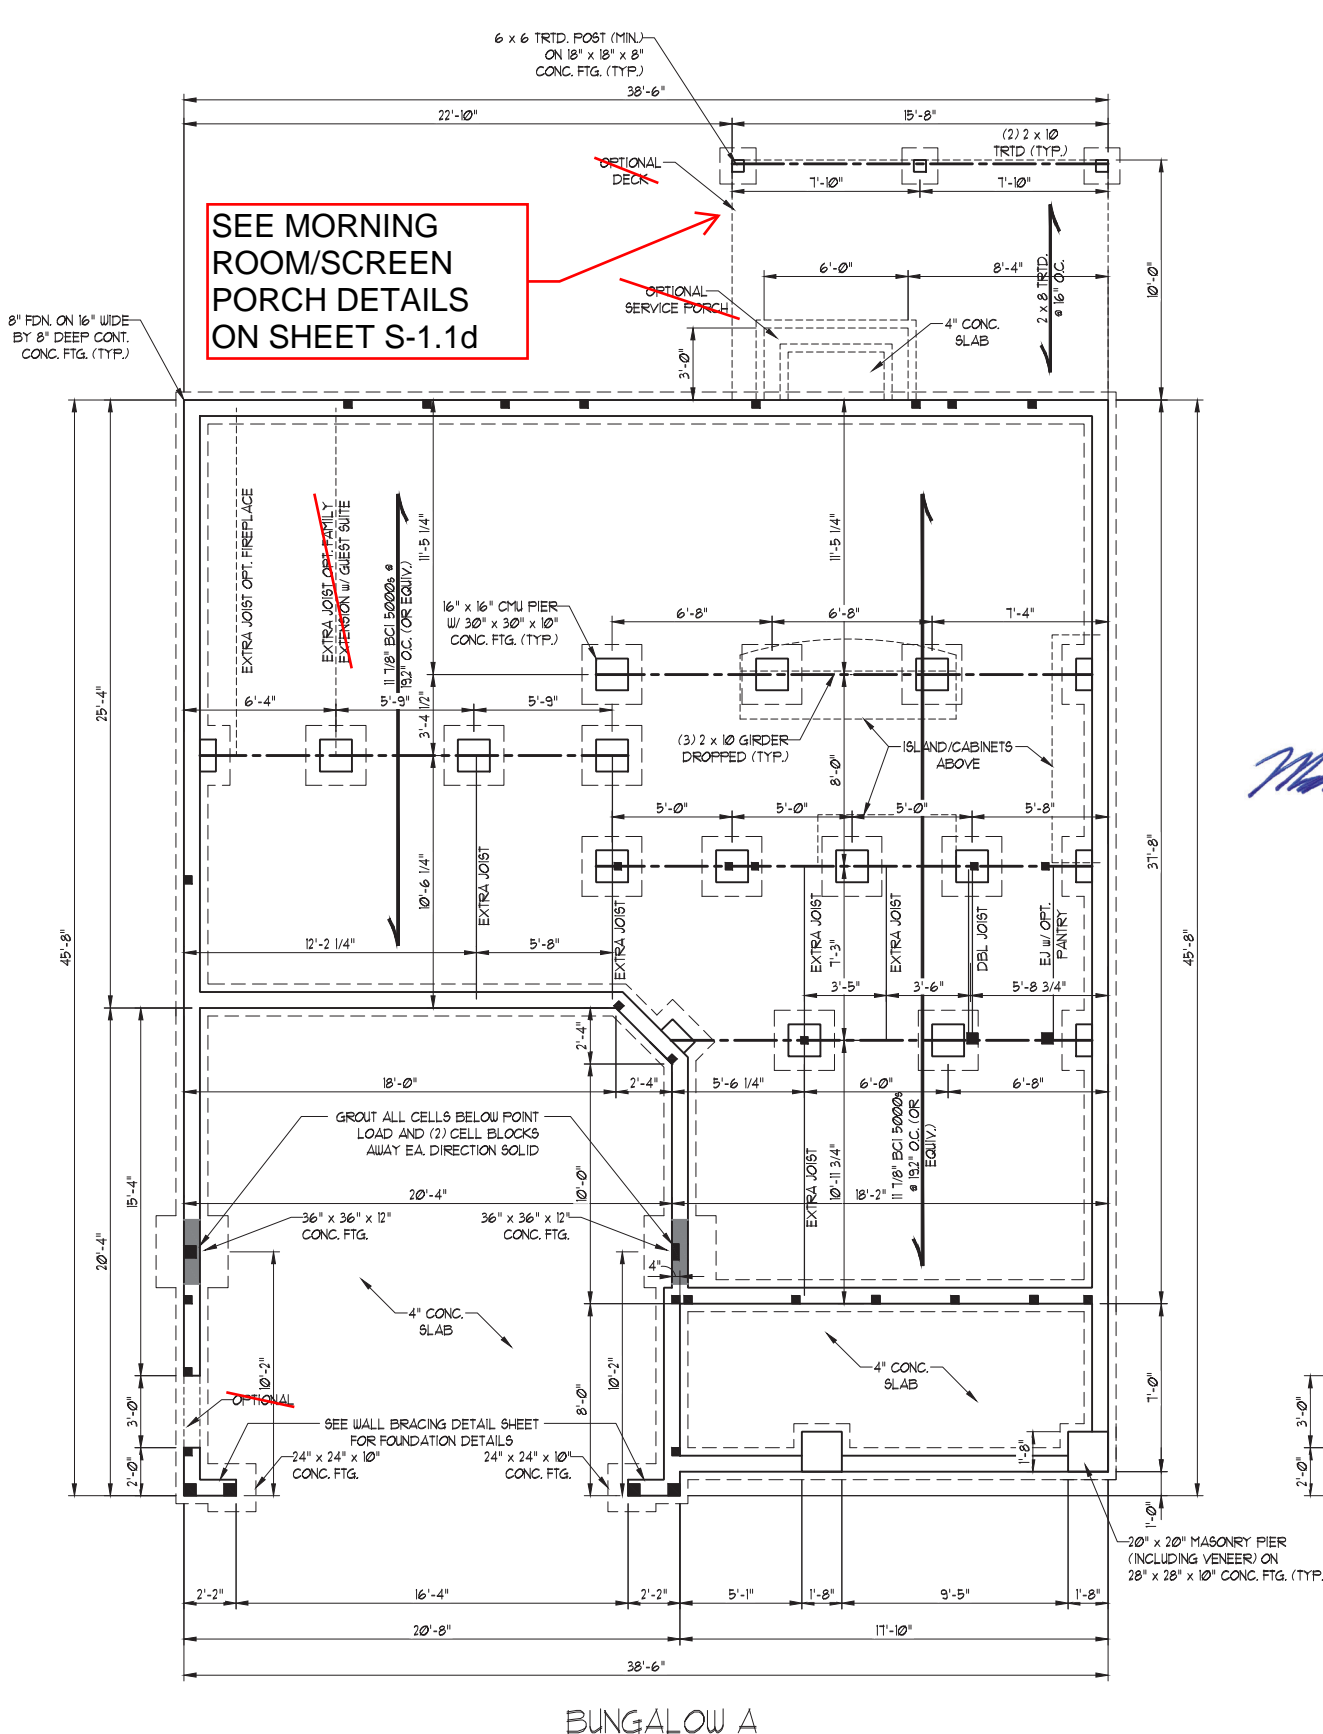 6 x 6 TRTD. POST (MIN.)
ON 18" x 18" x 8"
CONC. FTG. (TYP.)
38'-6"
22'-10"
15'-8"
(2) 2 x 10
TRTD (TYP.)
OPTIONAL
DECK
7'-10"
7'-10"
SEE MORNING
ROOM/SCREEN
PORCH DETAILS
ON SHEET S-1.1d
6'-0"
8'-4"
2 x 8 TRTD.
@ 16" O.C.
10'-0"
OPTIONAL
SERVICE PORCH
4" CONC.
SLAB
3'-0"
8" FDN. ON 16" WIDE
BY 8" DEEP CONT.
CONC. FTG. (TYP.)
EXTRA JOIST OPT. FIREPLACE
EXTRA JOIST OPT. FAMILY
EXTENSION w/ GUEST SUITE
11 7/8" BCI 5000s @
19.2" O.C. (OR EQUIV.)
11'-5 1/4"
11'-5 1/4"
16" x 16" CMU PIER
W/ 30" x 30" x 10"
CONC. FTG. (TYP.)
6'-8"
6'-8"
7'-4"
25'-4"
6'-4"
5'-9"
5'-9"
3'-4 1/2"
(3) 2 x 10 GIRDER
DROPPED (TYP.)
8'-0"
ISLAND/CABINETS
ABOVE
5'-0"
5'-0"
5'-0"
5'-8"
37'-8"
45'-8"
45'-8"
10'-6 1/4"
EXTRA JOIST
12'-2 1/4"
5'-8"
EXTRA JOIST
EXTRA JOIST
7'-3"
EXTRA JOIST
DBL JOIST
EJ w/ OPT.
PANTRY
3'-5"
3'-6"
5'-8 3/4"
2'-4"
18'-0"
2'-4"
5'-6 1/4"
6'-0"
6'-8"
GROUT ALL CELLS BELOW POINT
LOAD AND (2) CELL BLOCKS
AWAY EA. DIRECTION SOLID
EXTRA JOIST
10'-11 3/4"
11 7/8" BCI 5000s
@ 19.2" O.C. (OR
EQUIV.)
15'-4"
20'-4"
10'-0"
20'-4"
18'-2"
36" x 36" x 12"
CONC. FTG.
36" x 36" x 12"
CONC. FTG.
4"
4" CONC.
SLAB
10'-2"
10'-2"
8'-0"
4" CONC.
SLAB
7'-0"
3'-0"
OPTIONAL
SEE WALL BRACING DETAIL SHEET
FOR FOUNDATION DETAILS
24" x 24" x 10"
CONC. FTG.
24" x 24" x 10"
CONC. FTG.
2'-0"
1'-8"
3'-0"
2'-0"
1'-0"
20" x 20" MASONRY PIER
(INCLUDING VENEER) ON
28" x 28" x 10" CONC. FTG. (TYP.
2'-2"
16'-4"
2'-2"
5'-1"
1'-8"
9'-5"
1'-8"
20'-8"
17'-10"
38'-6"
BUNGALOW A